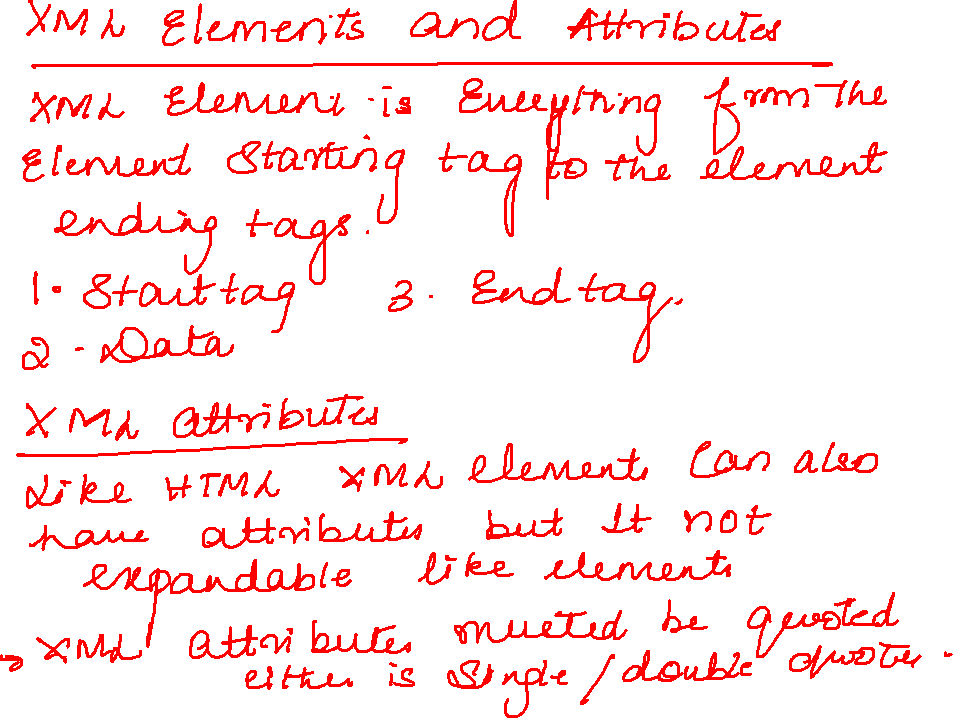 XML Elements and Attributes
XML Element is Everything from the
Element Starting tag to the element
ending tags.
1. Start tag 3. End tag.
2. Data
XML Attributes
Like HTML XML elements can also
have attributes but It not
expandable like elements
→ XML attributes musted be quoted
either is Single / double quotes.